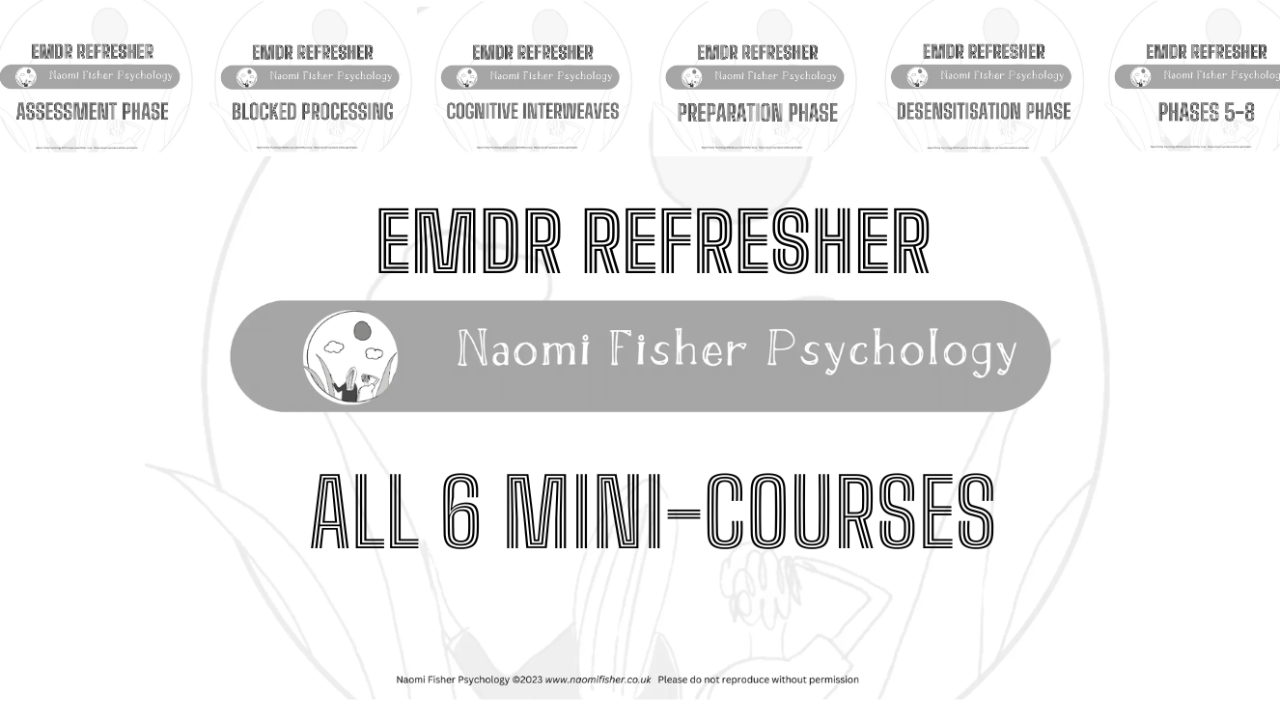 EMDR REFRESHER
Naomi Fisher Psychology
ASSESSMENT PHASE
EMDR REFRESHER
Naomi Fisher Psychology
BLOCKED PROCESSING
EMDR REFRESHER
Naomi Fisher Psychology
COGNITIVE INTERWEAVES
EMDR REFRESHER
Naomi Fisher Psychology
PREPARATION PHASE
EMDR REFRESHER
Naomi Fisher Psychology
DESENSITISATION PHASE
EMDR REFRESHER
Naomi Fisher Psycholog
PHASES 5-8
EMDR REFRESHER
Naomi Fisher Psychology
ALL 6 MINI-COURSES
Naomi Fisher Psychology ©2023 www.naomifisher.co.uk Please do not reproduce without permission